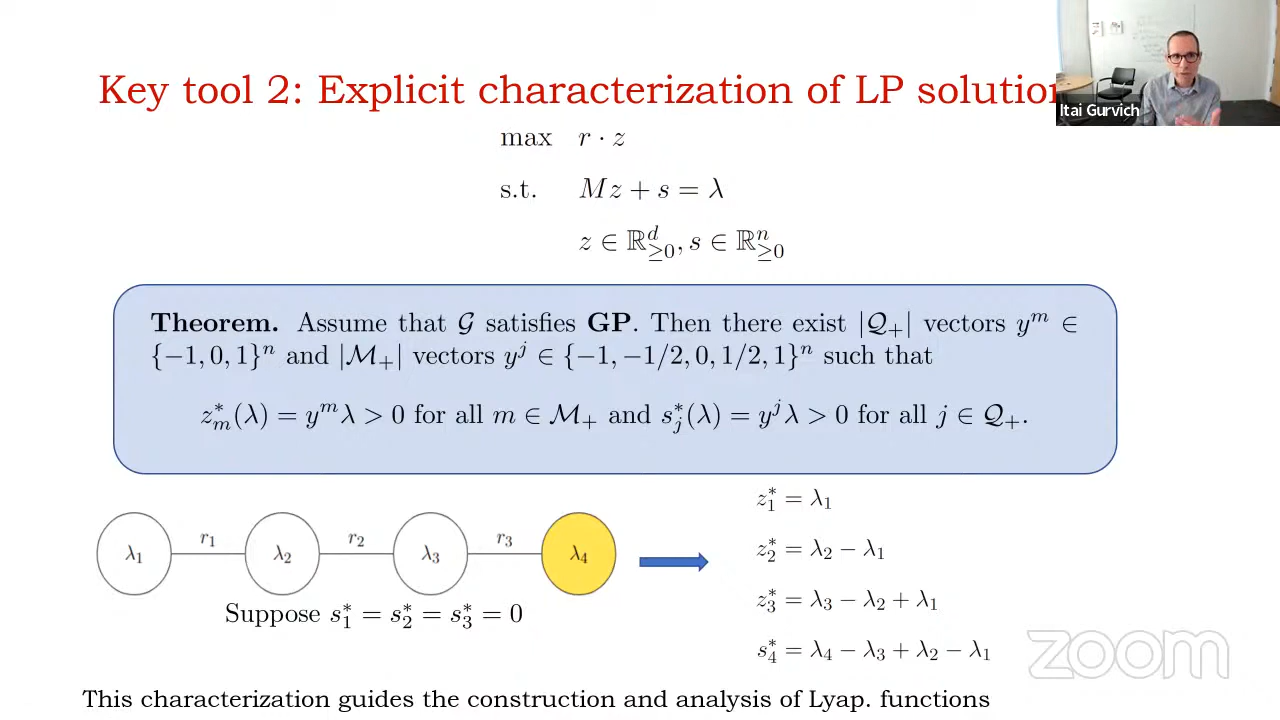 Key tool 2: Explicit characterization of LP solution
Itai Gurvich
max r · z
s.t. Mz + s = λ
z ∈ ℝ^d_{≥0}, s ∈ ℝ^n_{≥0}
Theorem. Assume that 𝒢 satisfies GP. Then there exist |𝒬₊| vectors y^m ∈
{−1, 0, 1}^n and |ℳ₊| vectors y^j ∈ {−1, −1/2, 0, 1/2, 1}^n such that
z*_m(λ) = y^m λ > 0 for all m ∈ ℳ₊ and s*_j(λ) = y^j λ > 0 for all j ∈ 𝒬₊.
λ₁ r₁ λ₂ r₂ λ₃ r₃ λ₄
Suppose s*₁ = s*₂ = s*₃ = 0
z*₁ = λ₁
z*₂ = λ₂ − λ₁
z*₃ = λ₃ − λ₂ + λ₁
s*₄ = λ₄ − λ₃ + λ₂ − λ₁
zoom
This characterization guides the construction and analysis of Lyap. functions